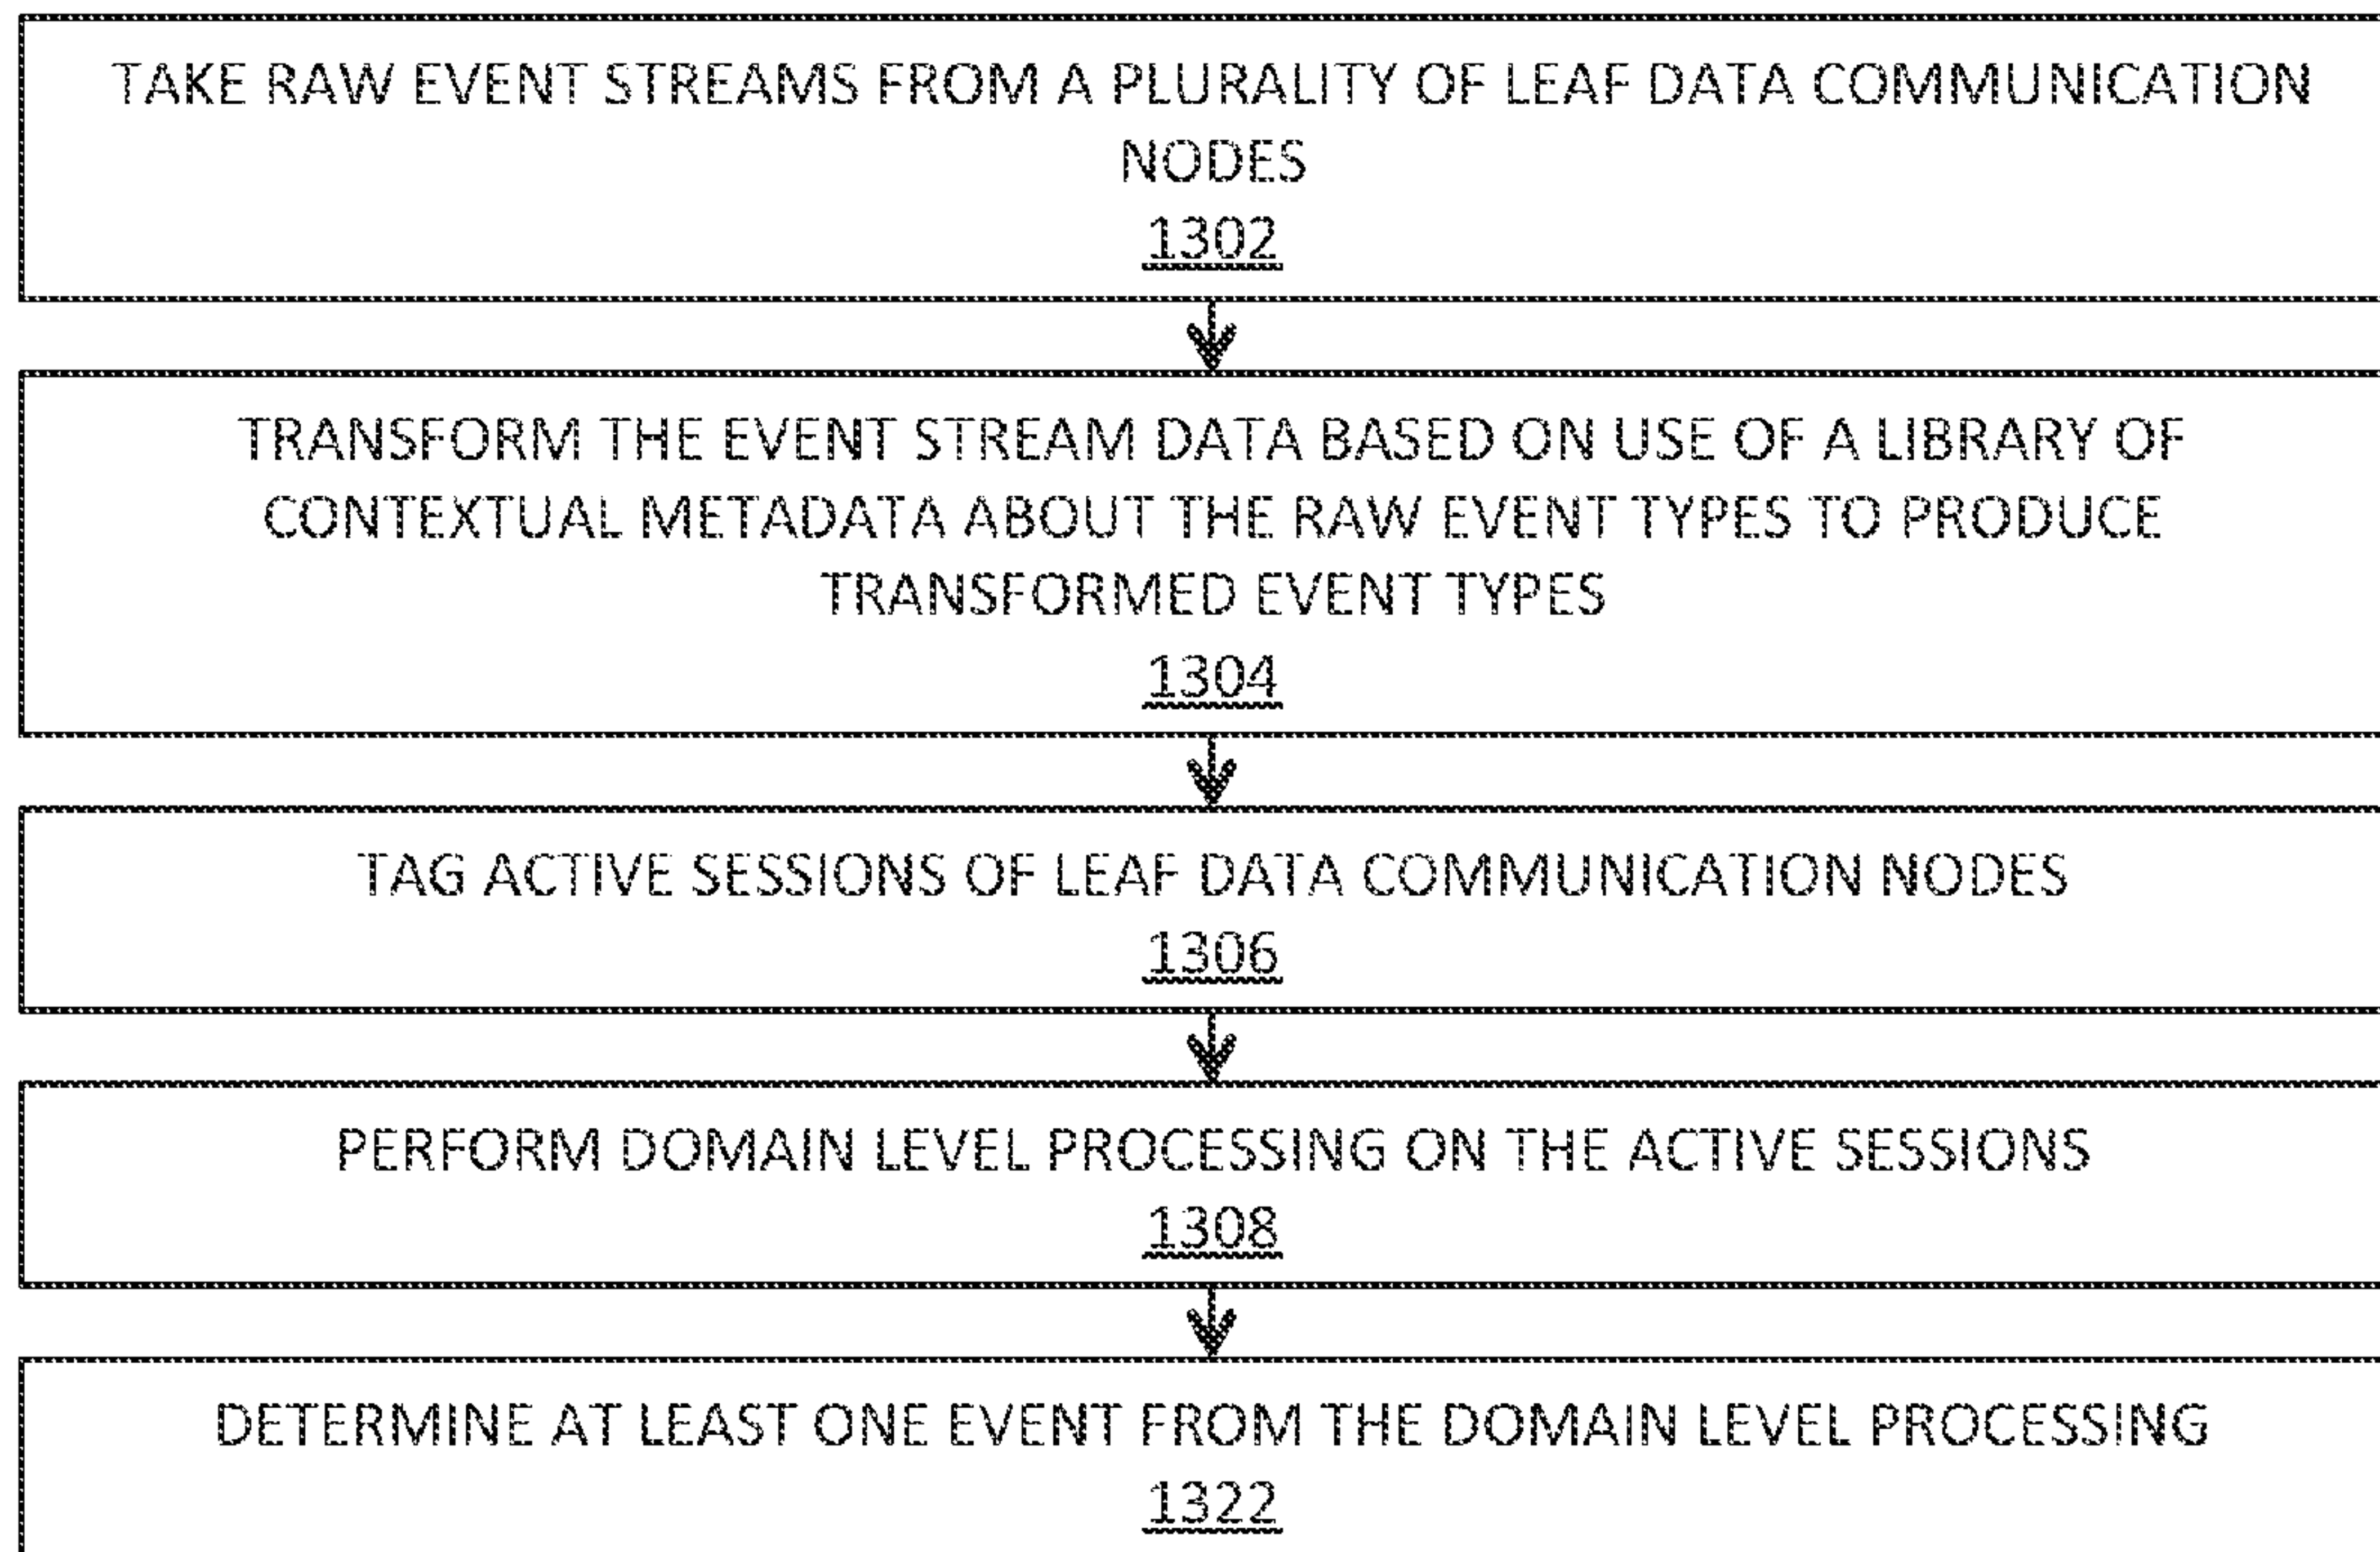 TAKE RAW EVENT STREAMS FROM A PLURALITY OF LEAF DATA COMMUNICATION
NODES
1302
TRANSFORM THE EVENT STREAM DATA BASED ON USE OF A LIBRARY OF
CONTEXTUAL METADATA ABOUT THE RAW EVENT TYPES TO PRODUCE
TRANSFORMED EVENT TYPES
1304
TAG ACTIVE SESSIONS OF LEAF DATA COMMUNICATION NODES
1306
PERFORM DOMAIN LEVEL PROCESSING ON THE ACTIVE SESSIONS
1308
DETERMINE AT LEAST ONE EVENT FROM THE DOMAIN LEVEL PROCESSING
1322